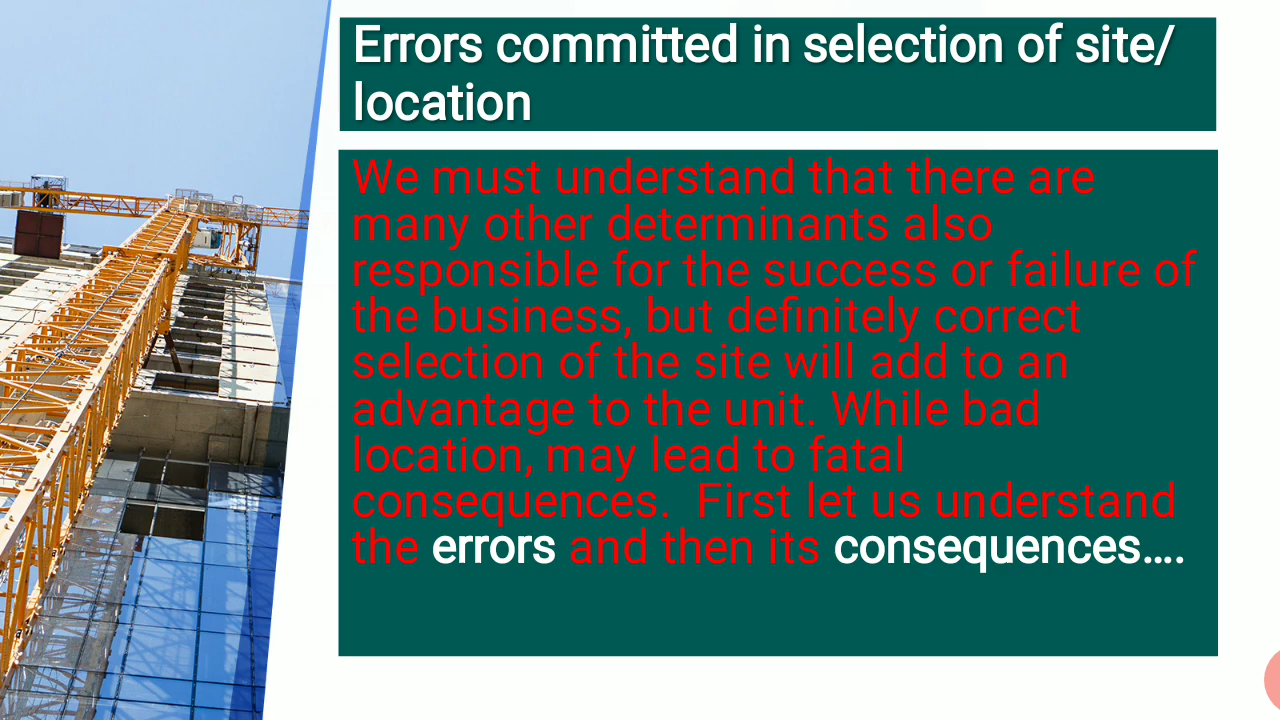 Errors committed in selection of site/
location
We must understand that there are
many other determinants also
responsible for the success or failure of
the business, but definitely correct
selection of the site will add to an
advantage to the unit. While bad
location, may lead to fatal
consequences.  First let us understand
the errors and then its consequences....